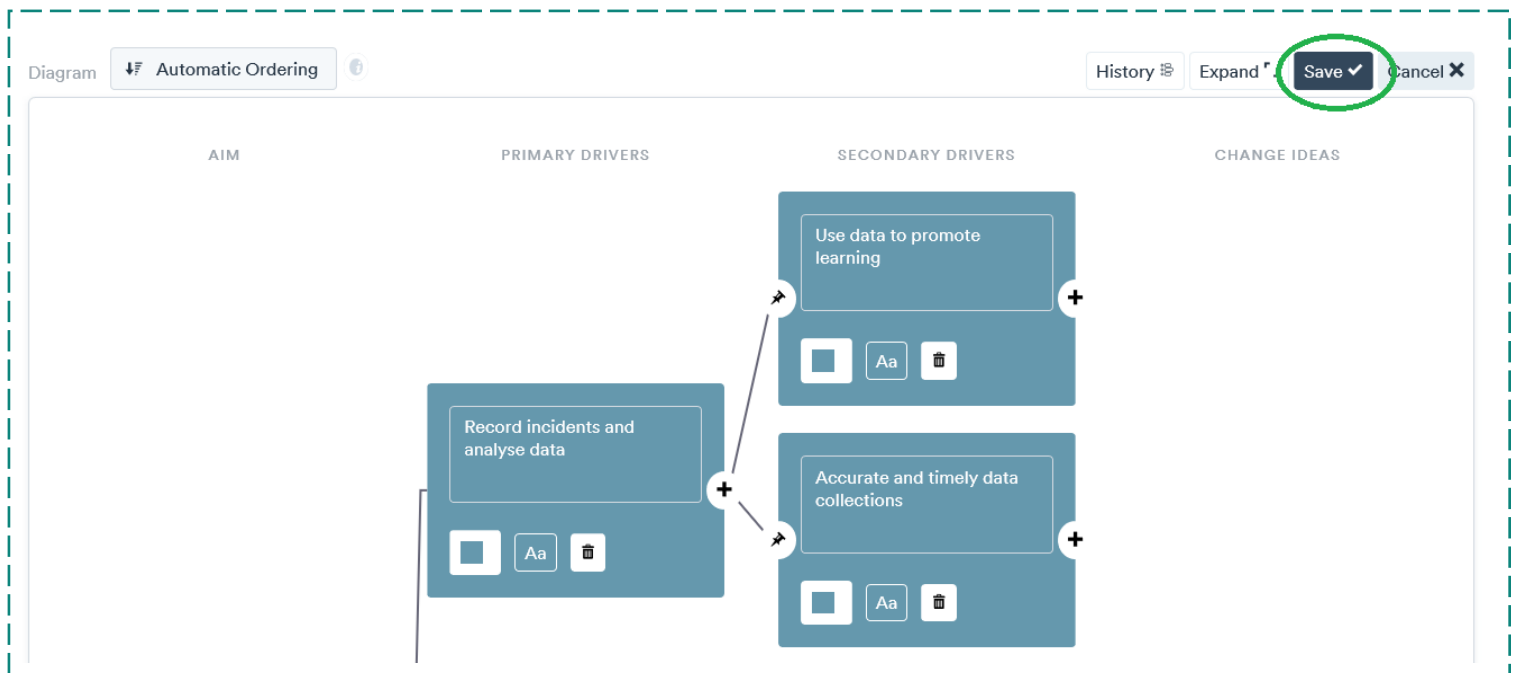 Diagram
Automatic Ordering
History
Expand
Save
Cancel
AIM
PRIMARY DRIVERS
SECONDARY DRIVERS
CHANGE IDEAS
Use data to promote
learning
Aa
Record incidents and
analyse data
Aa
Accurate and timely data
collections
Aa